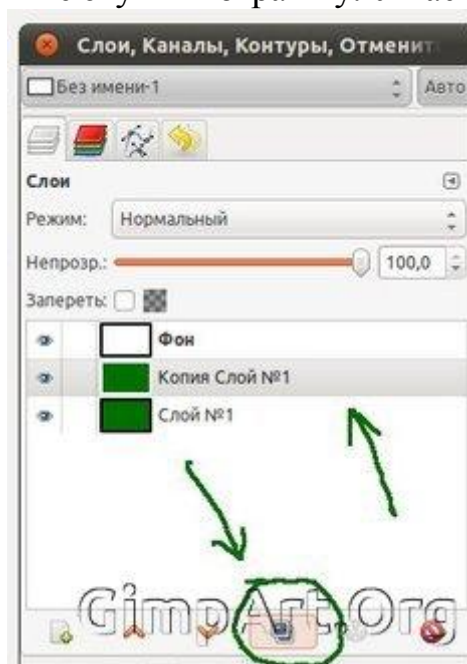 Слои, Каналы, Контуры, Отменить
Без имени-1
Авто
Слои
Режим: Нормальный
Непрозр.: 100,0
Запереть:
Фон
Копия Слой №1
Слой №1
GimpArt.Org